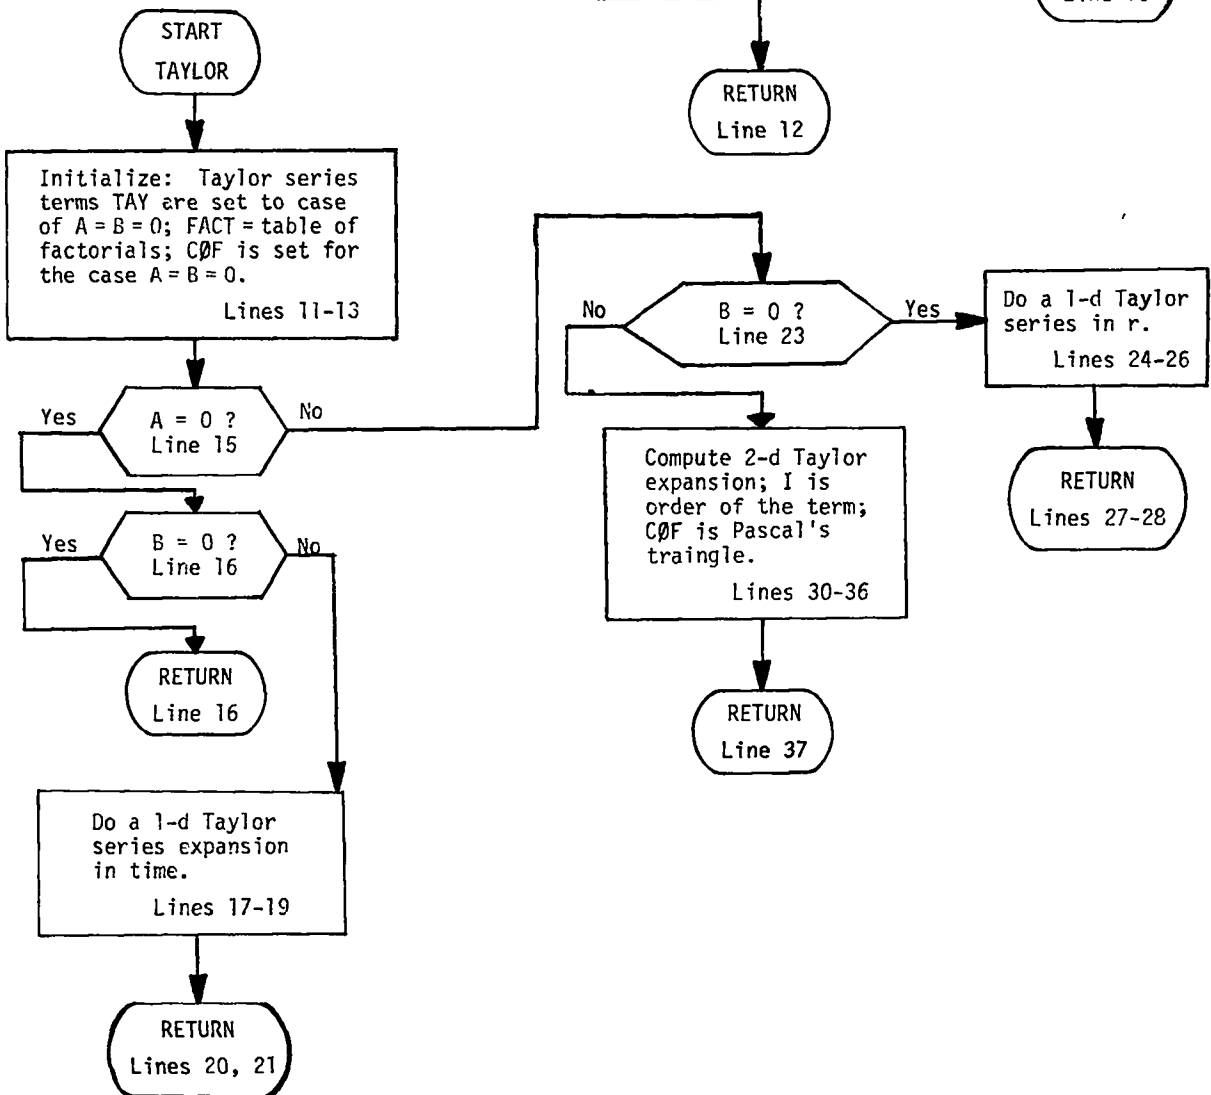 START
TAYLOR
Initialize: Taylor series
terms TAY are set to case
of A = B = 0; FACT = table of
factorials; CØF is set for
the case A = B = 0.
Lines 11-13
Yes
A = 0 ?
Line 15
No
Yes
B = 0 ?
Line 16
No
RETURN
Line 16
Do a 1-d Taylor
series expansion
in time.
Lines 17-19
RETURN
Lines 20, 21
RETURN
Line 12
No
B = 0 ?
Line 23
Yes
Do a 1-d Taylor
series in r.
Lines 24-26
RETURN
Lines 27-28
Compute 2-d Taylor
expansion; I is
order of the term;
CØF is Pascal's
traingle.
Lines 30-36
RETURN
Line 37